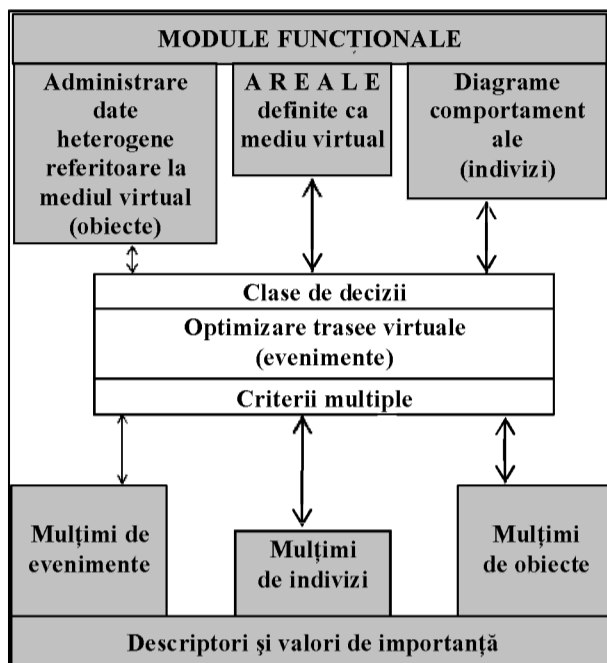 MODULE FUNCȚIONALE
Administrare
date
heterogene
referitoare la
mediul virtual
(obiecte)
A R E A L E
definite ca
mediu virtual
Diagrame
comportament
ale
(indivizi)
Clase de decizii
Optimizare trasee virtuale
(evenimente)
Criterii multiple
Mulțimi de
evenimente
Mulțimi
de indivizi
Mulțimi
de obiecte
Descriptori şi valori de importanță